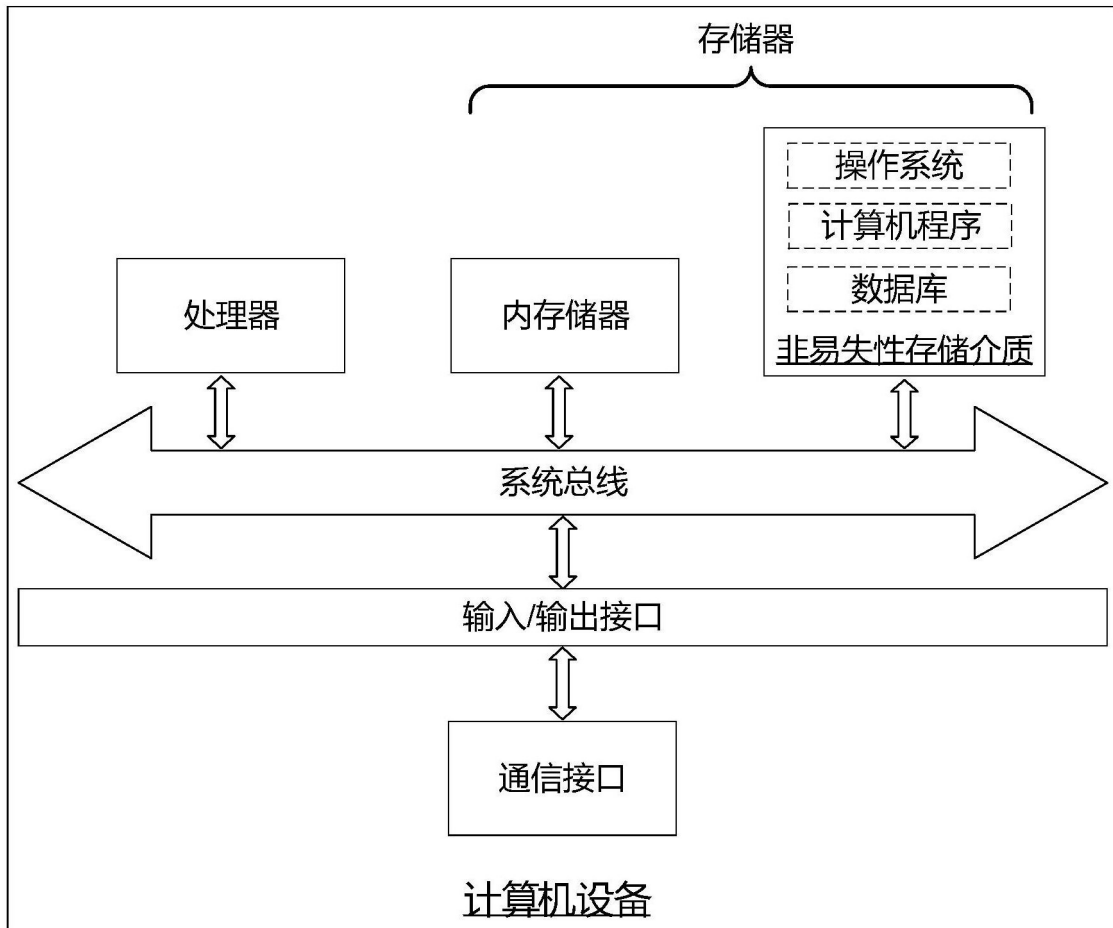 存储器
操作系统
计算机程序
数据库
非易失性存储介质
处理器
内存储器
系统总线
输入/输出接口
通信接口
计算机设备